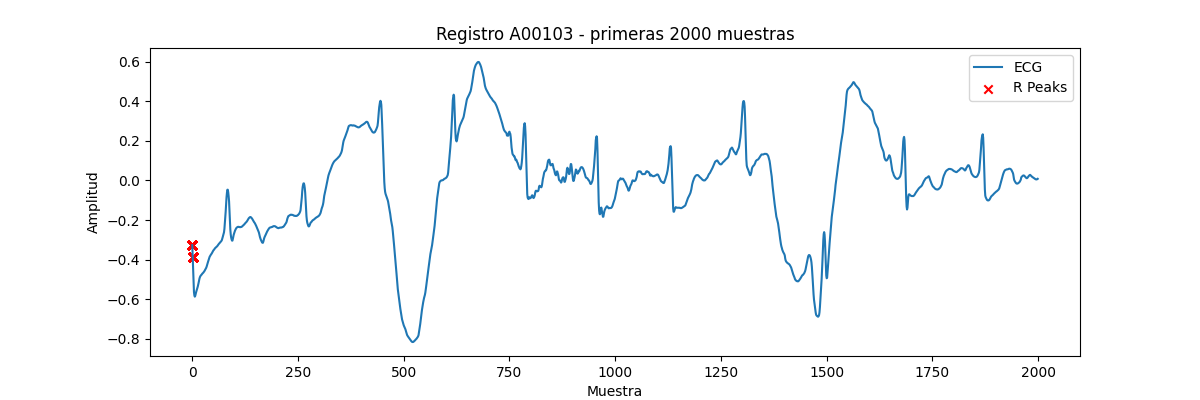 Registro A00103 - primeras 2000 muestras
ECG
R Peaks
Amplitud
0.6
0.4
0.2
0.0
−0.2
−0.4
−0.6
−0.8
0 250 500 750 1000 1250 1500 1750 2000
Muestra